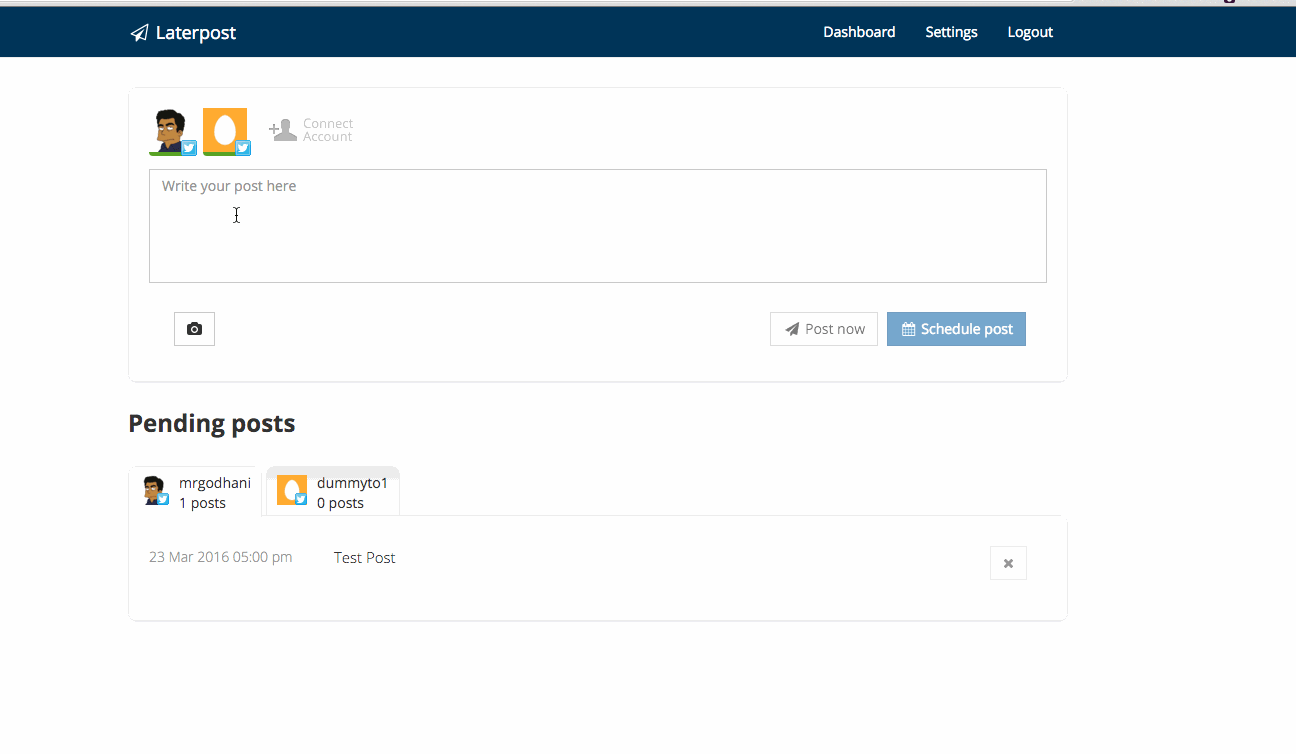 Laterpost
Dashboard Settings Logout
Connect
Account
Write your post here
Post now
Schedule post
Pending posts
mrgodhani
1 posts
dummyto1
0 posts
23 Mar 2016 05:00 pm Test Post